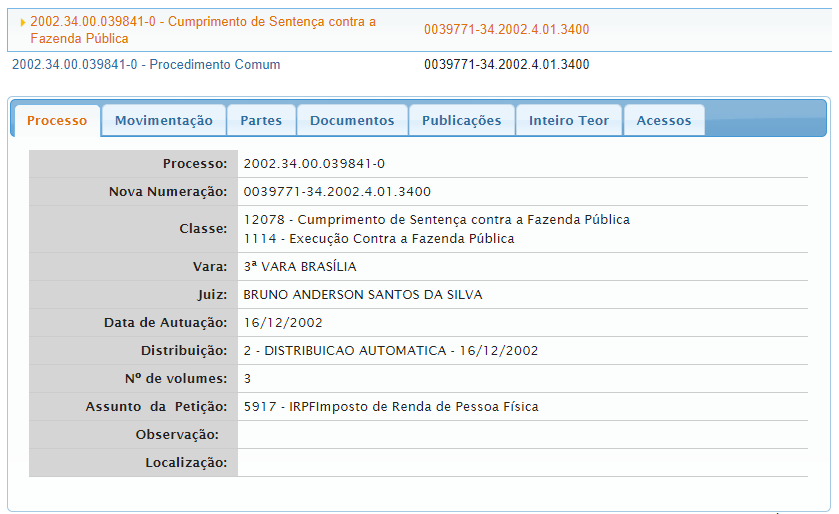 2002.34.00.039841-0 - Cumprimento de Sentença contra a
Fazenda Pública
0039771-34.2002.4.01.3400
2002.34.00.039841-0 - Procedimento Comum
0039771-34.2002.4.01.3400
Processo
Movimentação
Partes
Documentos
Publicações
Inteiro Teor
Acessos
Processo: 2002.34.00.039841-0
Nova Numeração: 0039771-34.2002.4.01.3400
Classe: 12078 - Cumprimento de Sentença contra a Fazenda Pública
1114 - Execução Contra a Fazenda Pública
Vara: 3ª VARA BRASÍLIA
Juiz: BRUNO ANDERSON SANTOS DA SILVA
Data de Autuação: 16/12/2002
Distribuição: 2 - DISTRIBUICAO AUTOMATICA - 16/12/2002
Nº de volumes: 3
Assunto da Petição: 5917 - IRPFImposto de Renda de Pessoa Física
Observação:
Localização: